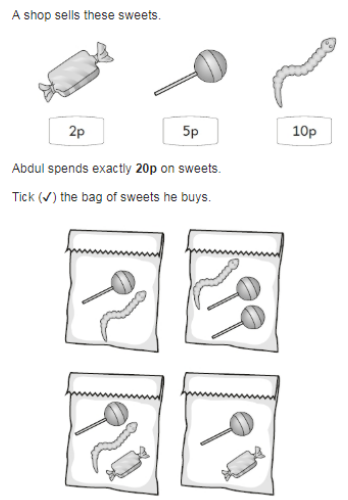 A shop sells these sweets.
2p 5p 10p
Abdul spends exactly 20p on sweets.
Tick (✓) the bag of sweets he buys.